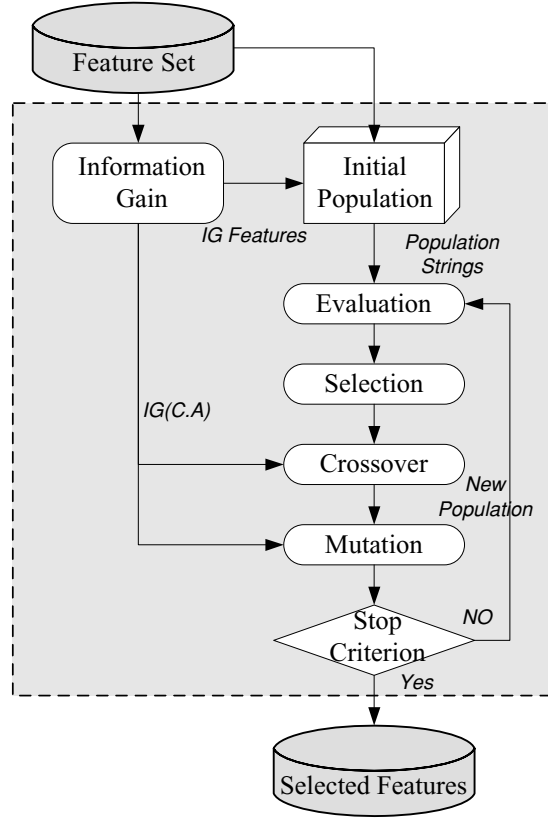 Feature Set
Information
Gain
Initial
Population
IG Features
Population
Strings
Evaluation
Selection
IG(C.A)
Crossover
New
Population
Mutation
Stop
Criterion
NO
Yes
Selected Features